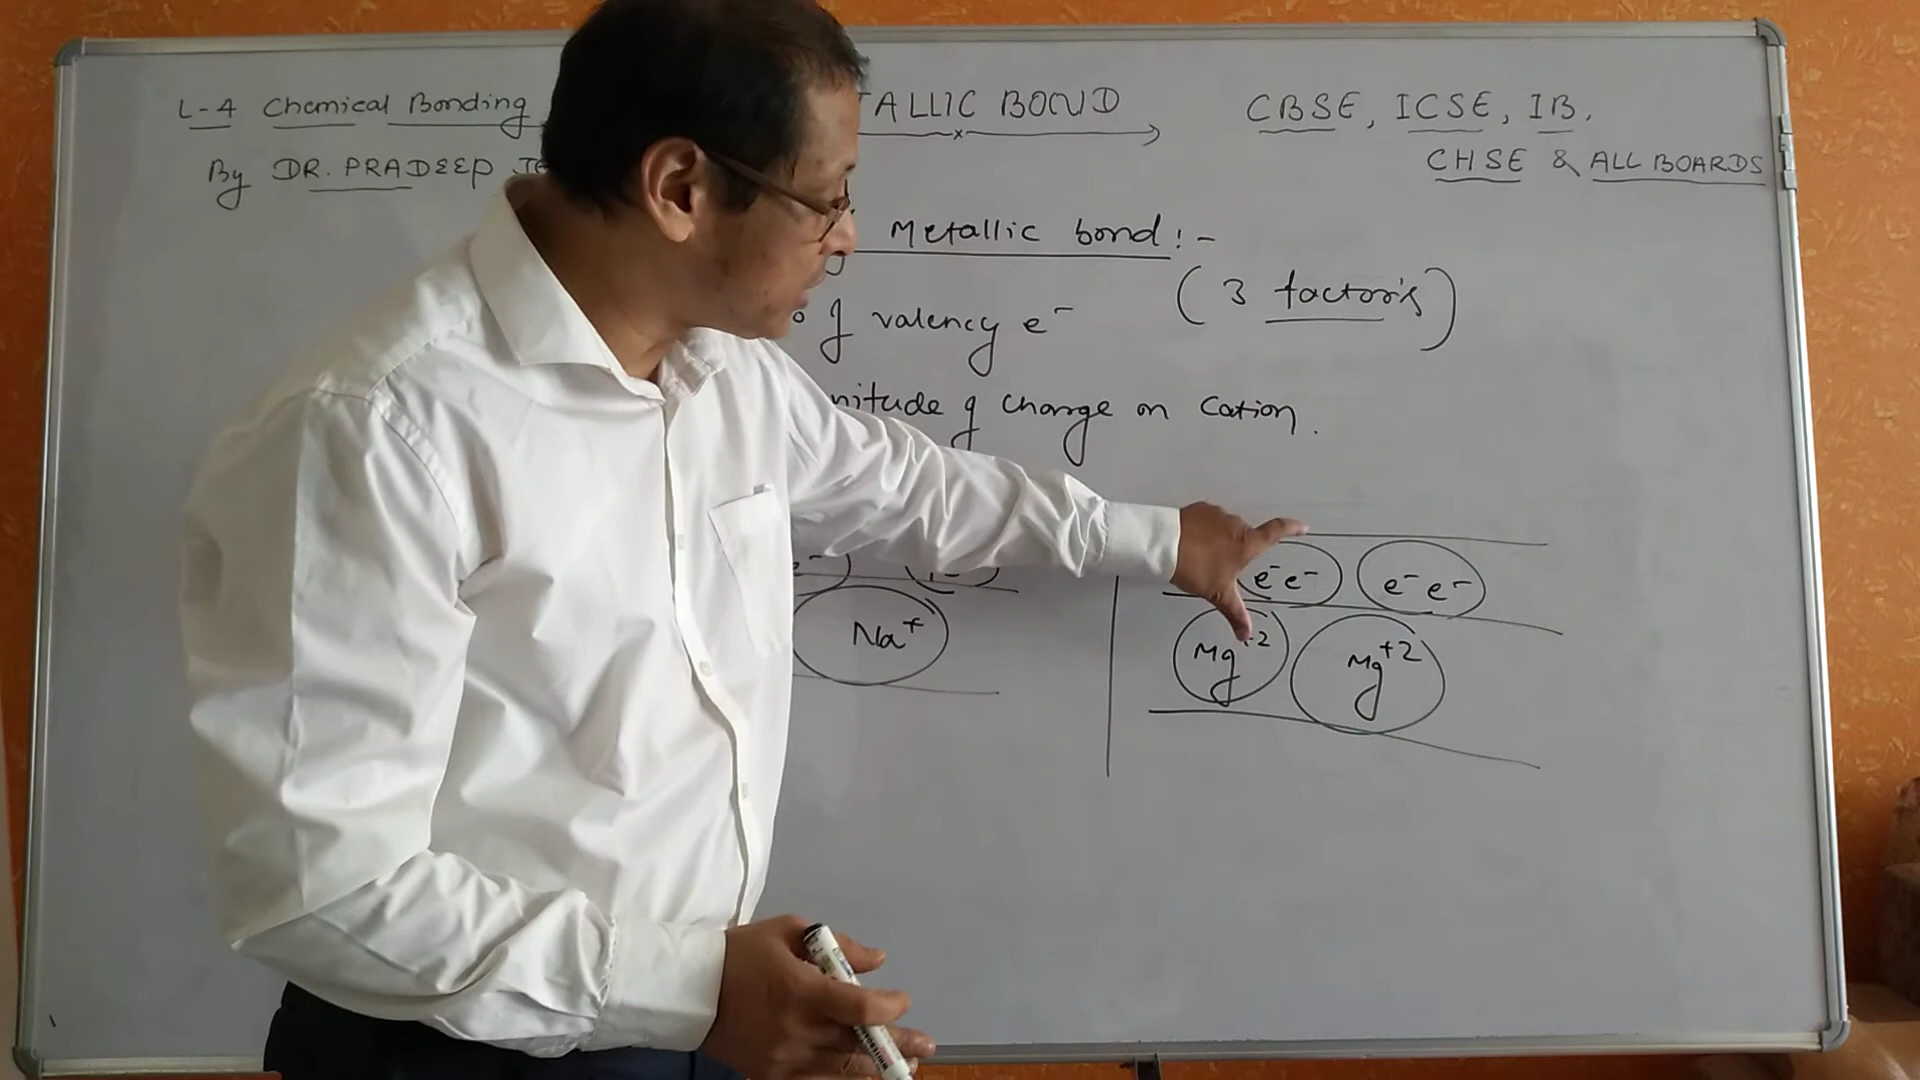 L-4 Chemical Bonding TALLIC BOND CBSE, ICSE, IB,
By DR. PRADEEP CHSE & ALL BOARDS
Metallic bond:-
(3 factors)
of valency e⁻
nitude of charge on Cation.
e⁻e⁻ e⁻ e⁻
Na⁺ Mg⁺² Mg⁺²